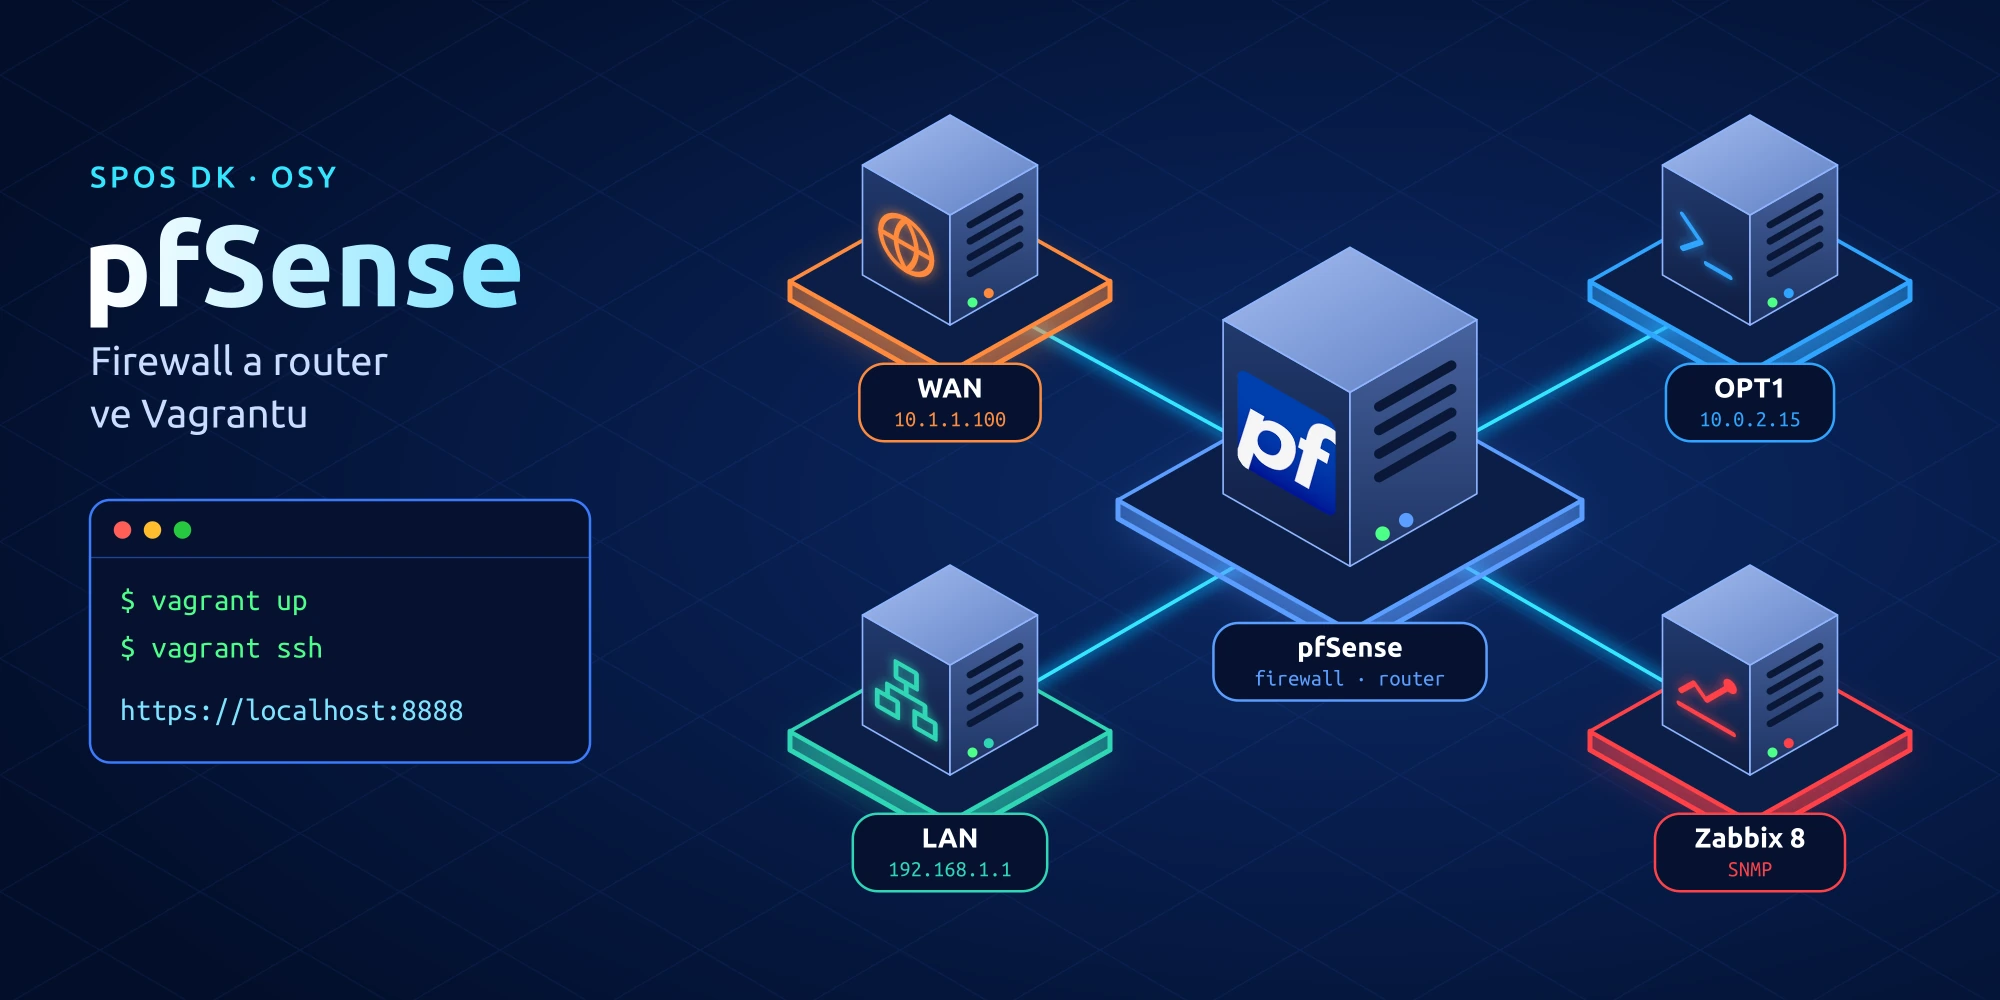 SPOS DK · OSY
pfSense
Firewall a router
ve Vagrantu
$ vagrant up
$ vagrant ssh
https://localhost:8888
WAN
10.1.1.100
OPT1
10.0.2.15
pf
pfSense
firewall · router
LAN
192.168.1.1
Zabbix 8
SNMP